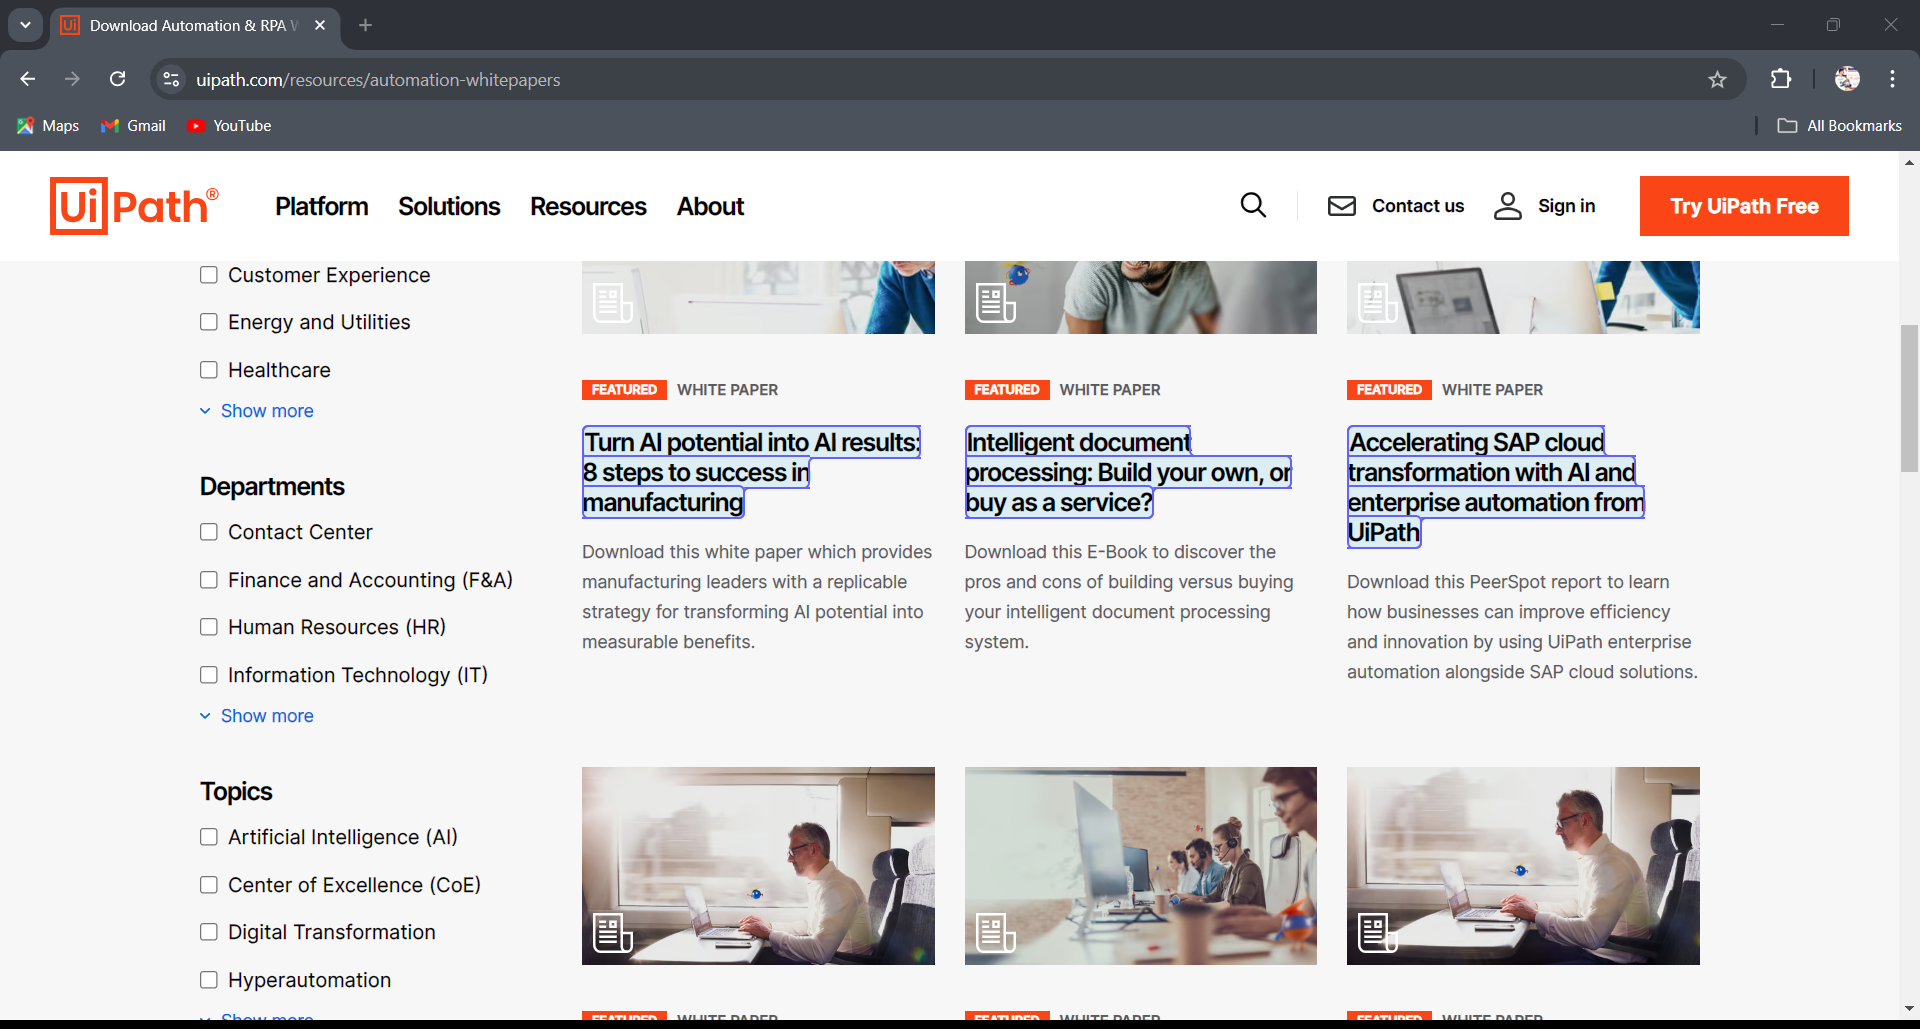 Download Automation & RPA W
uipath.com/resources/automation-whitepapers
Maps
Gmail
YouTube
All Bookmarks
UiPath®
Platform
Solutions
Resources
About
Contact us
Sign in
Try UiPath Free
Customer Experience
Energy and Utilities
Healthcare
Show more
Departments
Contact Center
Finance and Accounting (F&A)
Human Resources (HR)
Information Technology (IT)
Show more
Topics
Artificial Intelligence (AI)
Center of Excellence (CoE)
Digital Transformation
Hyperautomation
Show more
FEATURED WHITE PAPER
Turn AI potential into AI results:
8 steps to success in
manufacturing
Download this white paper which provides
manufacturing leaders with a replicable
strategy for transforming AI potential into
measurable benefits.
FEATURED WHITE PAPER
Intelligent document
processing: Build your own, or
buy as a service?
Download this E-Book to discover the
pros and cons of building versus buying
your intelligent document processing
system.
FEATURED WHITE PAPER
Accelerating SAP cloud
transformation with AI and
enterprise automation from
UiPath
Download this PeerSpot report to learn
how businesses can improve efficiency
and innovation by using UiPath enterprise
automation alongside SAP cloud solutions.
FEATURED WHITE PAPER
FEATURED WHITE PAPER
FEATURED WHITE PAPER